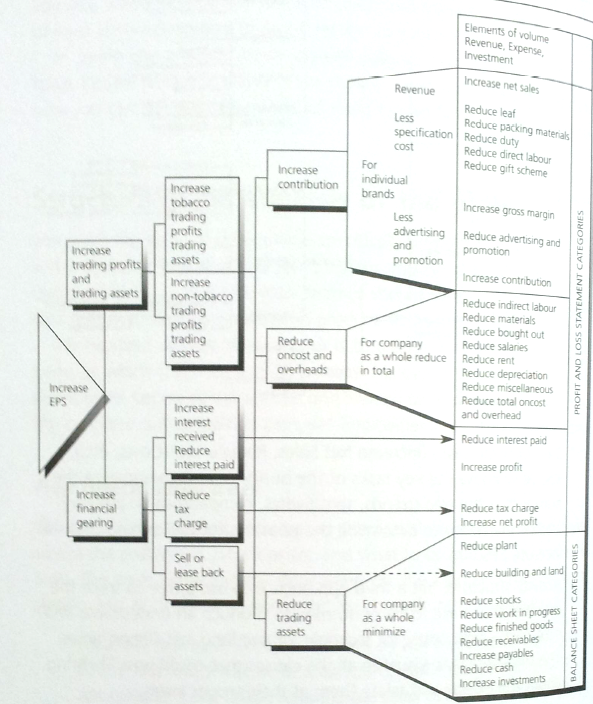 Increase
EPS
Increase
trading profits
and
trading assets
Increase
financial
gearing
Increase
tobacco
trading
profits
trading
assets
Increase
non-tobacco
trading
profits
trading
assets
Increase
interest
received
Reduce
interest paid
Reduce
tax
charge
Sell or
lease back
assets
Increase
contribution
Reduce
oncost and
overheads
Reduce
trading
assets
Revenue
Less
specification
cost
For
individual
brands
Less
advertising
and
promotion
For company
as a whole reduce
in total
For company
as a whole
minimize
Elements of volume
Revenue, Expense,
Investment
Increase net sales
Reduce leaf
Reduce packing materials
Reduce duty
Reduce direct labour
Reduce gift scheme
Increase gross margin
Reduce advertising and
promotion
Increase contribution
Reduce indirect labour
Reduce materials
Reduce bought out
Reduce salaries
Reduce rent
Reduce depreciation
Reduce miscellaneous
Reduce total oncost
and overhead
Reduce interest paid
Increase profit
Reduce tax charge
Increase net profit
Reduce plant
Reduce building and land
Reduce stocks
Reduce work in progress
Reduce finished goods
Reduce receivables
Increase payables
Reduce cash
Increase investments
PROFIT AND LOSS STATEMENT CATEGORIES
BALANCE SHEET CATEGORIES